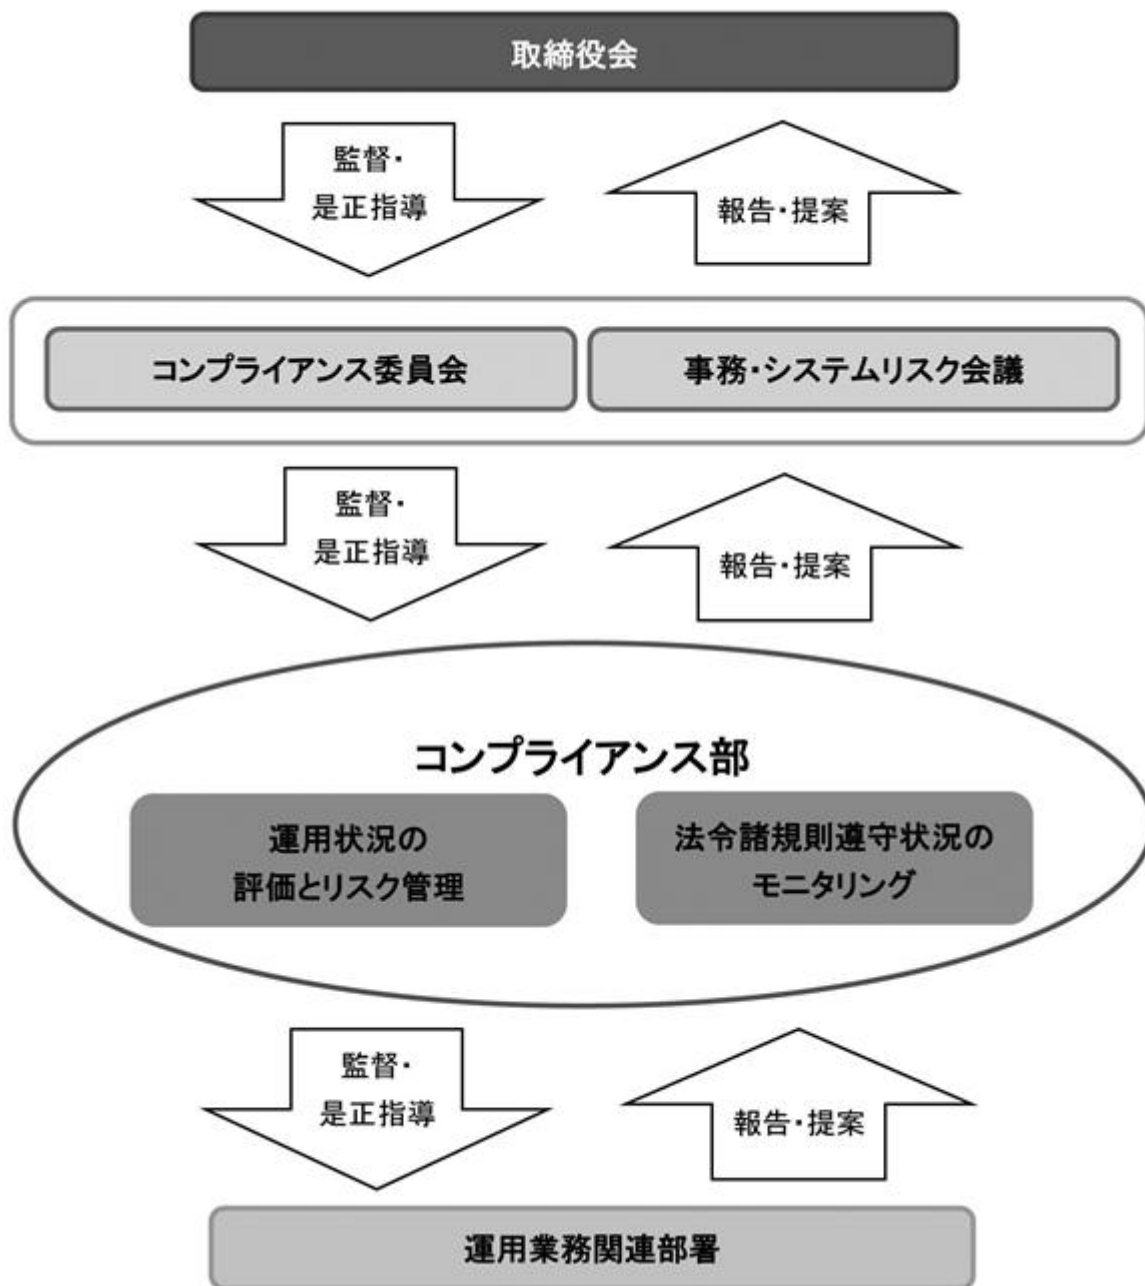 取締役会
監督・
是正指導
報告・提案
コンプライアンス委員会
事務・システムリスク会議
監督・
是正指導
報告・提案
コンプライアンス部
運用状況の
評価とリスク管理
法令諸規則遵守状況の
モニタリング
監督・
是正指導
報告・提案
運用業務関連部署